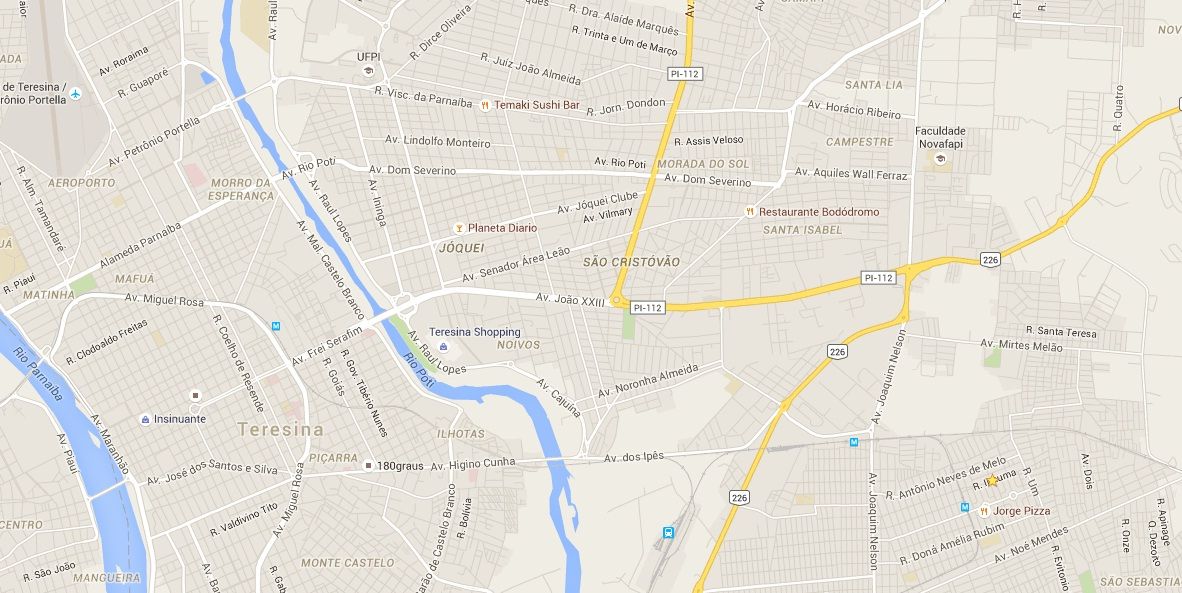 R. Dra. Alaíde Marquês
R. Dirce Oliveira
R. Trinta e Um de Março
Av. Roraima
UFPI
R. Juiz João Almeida
PI-112
SANTA LIA
R. Guaporé
de Teresina /
rônio Portella
R. Visc. da Parnaíba
Temaki Sushi Bar
R. Jorn. Dondon
Av. Horácio Ribeiro
R. Quatro
Av. Petrônio Portella
Av. Lindolfo Monteiro
R. Assis Veloso
CAMPESTRE
Faculdade
Novafapi
Av. Rio Poti
Av. Rio Poti
MORADA DO SOL
Av. Dom Severino
Av. Dom Severino
Av. Aquiles Wall Ferraz
AEROPORTO
MORRO DA
ESPERANÇA
Av. Raul Lopes
Av. Ininga
R. Alm. Tamandaré
Av. Jóquei Clube
Av. Vilmary
Restaurante Bodódromo
Planeta Diario
SANTA ISABEL
Alameda Parnaíba
JÓQUEI
Av. Senador Área Leão
SÃO CRISTÓVÃO
226
Av. Mal. Castelo Branco
MAFUÁ
R. Piauí
PI-112
MATINHA
Av. Miguel Rosa
Av. João XXIII
PI-112
R. Clodoaldo Freitas
Av. Frei Serafim
Teresina Shopping
NOIVOS
Av. Raul Lopes
Rio Poti
226
R. Santa Teresa
Av. Mirtes Melão
Av. Joaquim Nelson
Rio Parnaíba
R. Coelho de Resende
R. Goiás
R. Gov. Tibério Nunes
Av. Noronha Almeida
Av. Cajuína
Insinuante
Teresina
ILHOTAS
Av. Maranhão
Av. Piauí
PIÇARRA
180graus
Av. Higino Cunha
Av. dos Ipês
Av. José dos Santos e Silva
R. Antônio Neves de Melo
R. Um
Av. Dois
226
Av. Miguel Rosa
R. Valdivino Tito
R. Bolívia
Jorge Pizza
Av. Joaquim Nelson
R. Doná Amélia Rubim
Av. Noé Mendes
R. Onze
R. Apinage
CENTRO
MONTE CASTELO
R. São João
MANGUEIRA
R. Evitonio
SÃO SEBASTIA